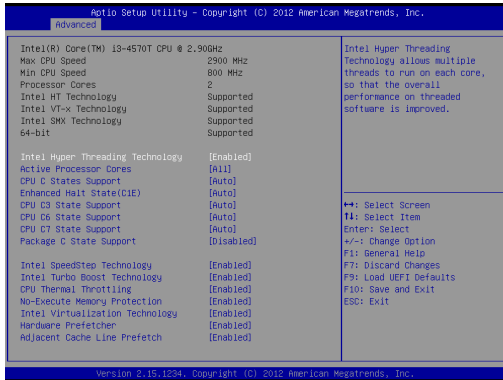 Aptio Setup Utility – Copyright (C) 2012 American Megatrends, Inc.
Advanced
Intel(R) Core(TM) i3-4570T CPU @ 2.90GHz
Max CPU Speed 2900 MHz
Min CPU Speed 800 MHz
Processor Cores 2
Intel HT Technology Supported
Intel VT-x Technology Supported
Intel SMX Technology Supported
64-bit Supported
Intel Hyper Threading Technology [Enabled]
Active Processor Cores [All]
CPU C States Support [Auto]
Enhanced Halt State(C1E) [Auto]
CPU C3 State Support [Auto]
CPU C6 State Support [Auto]
CPU C7 State Support [Auto]
Package C State Support [Disabled]
Intel SpeedStep Technology [Enabled]
Intel Turbo Boost Technology [Enabled]
CPU Thermal Throttling [Enabled]
No-Execute Memory Protection [Enabled]
Intel Virtualization Technology [Enabled]
Hardware Prefetcher [Enabled]
Adjacent Cache Line Prefetch [Enabled]
Intel Hyper Threading
Technology allows multiple
threads to run on each core,
so that the overall
performance on threaded
software is improved.
↔: Select Screen
↑↓: Select Item
Enter: Select
+/-: Change Option
F1: General Help
F7: Discard Changes
F9: Load UEFI Defaults
F10: Save and Exit
ESC: Exit
Version 2.15.1234. Copyright (C) 2012 American Megatrends, Inc.